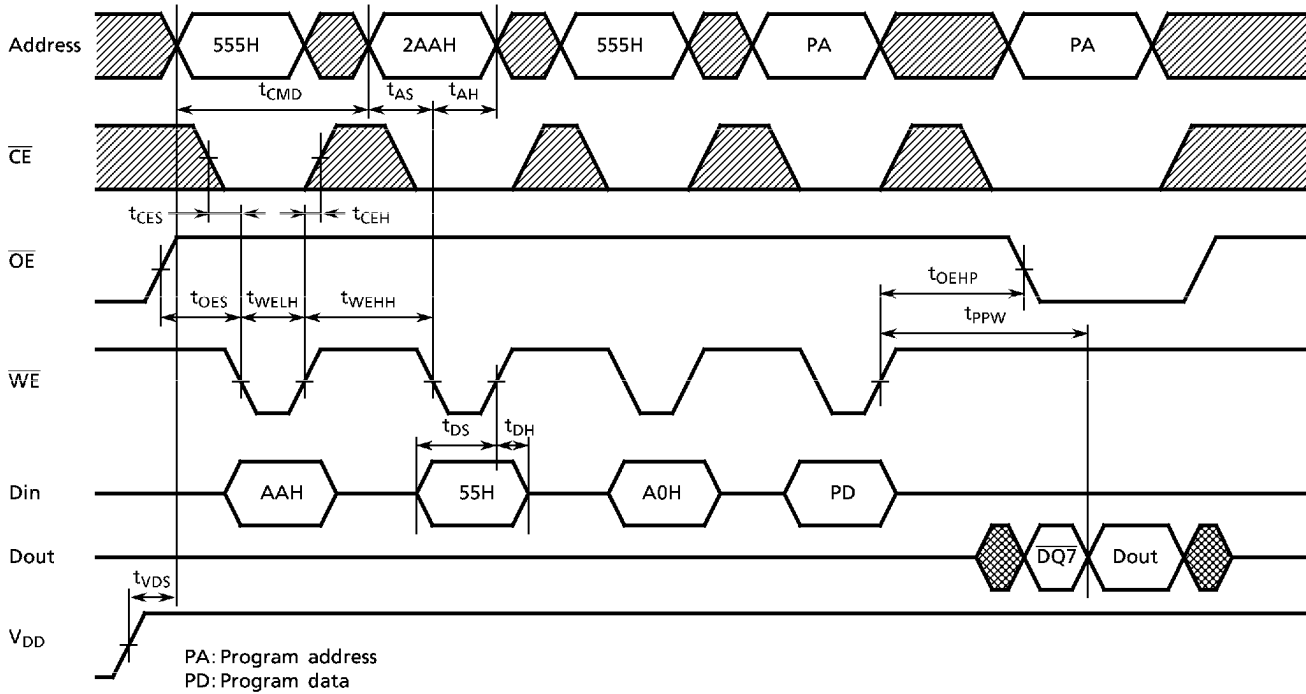 Address 555H 2AAH 555H PA PA
tCMD tAS tAH
CE
tCES tCEH
OE
tOES tWELH tWEHH tOEHP
tPPW
WE
tDS tDH
Din AAH 55H A0H PD
Dout DQ7 Dout
tVDS
VDD
PA: Program address
PD: Program data